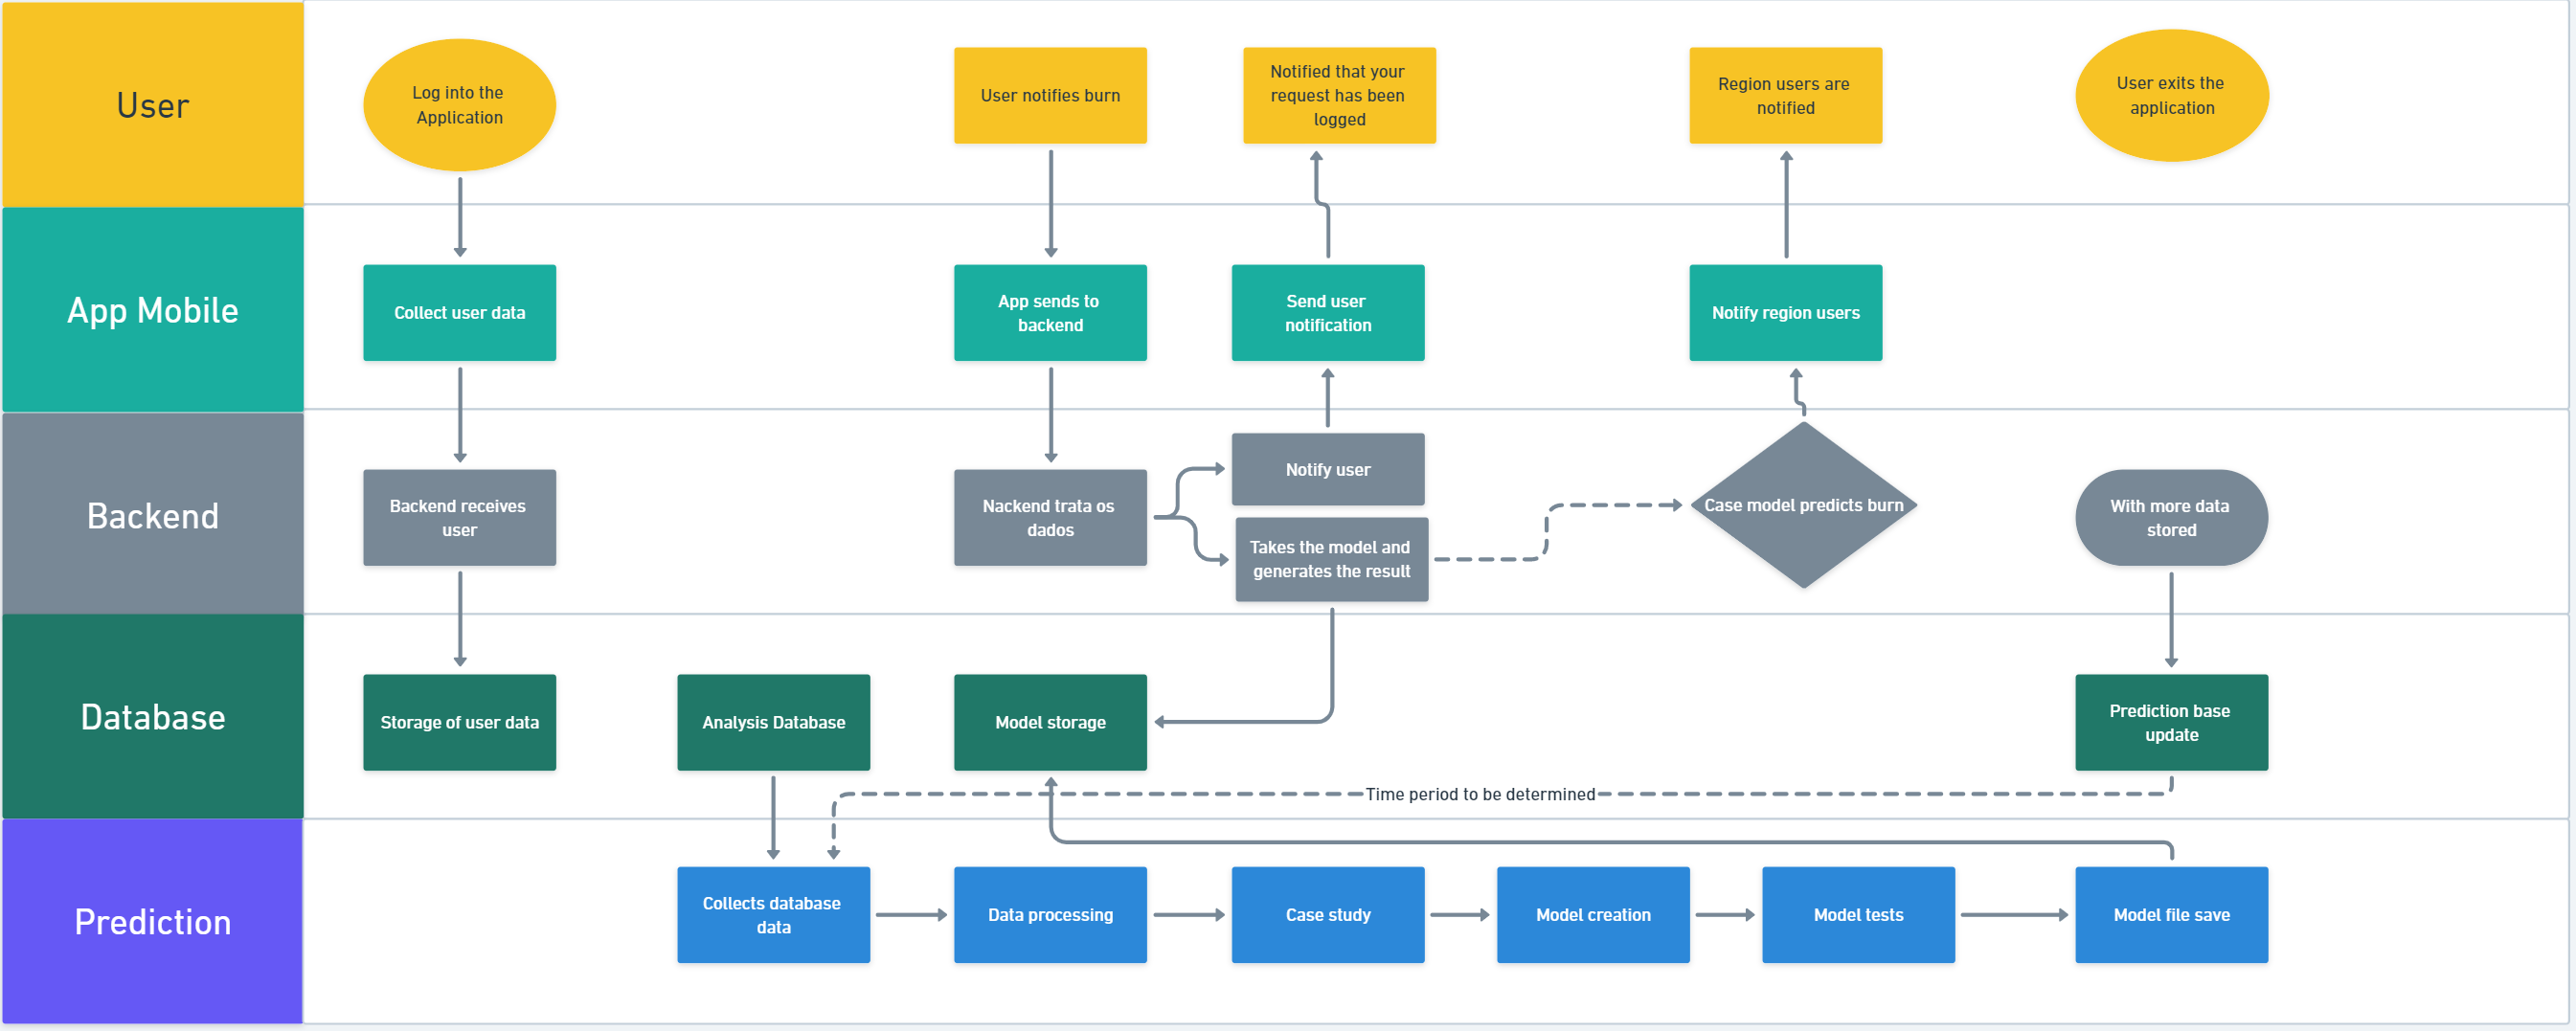 User
Log into the
Application
User notifies burn
Notified that your
request has been
logged
Region users are
notified
User exits the
application
App Mobile
Collect user data
App sends to
backend
Send user
notification
Notify region users
Backend
Backend receives
user
Nackend trata os
dados
Notify user
Takes the model and
generates the result
Case model predicts burn
With more data
stored
Database
Storage of user data
Analysis Database
Model storage
Prediction base
update
Time period to be determined
Prediction
Collects database
data
Data processing
Case study
Model creation
Model tests
Model file save